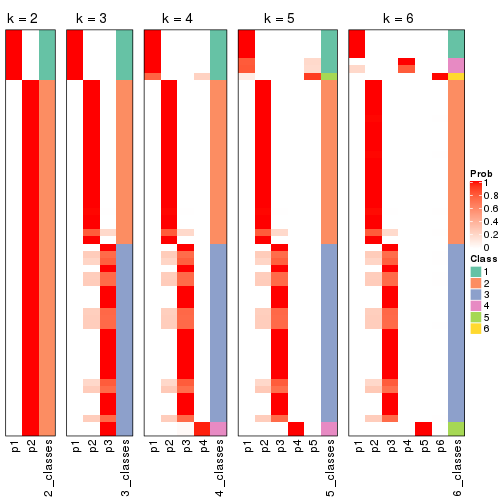 k = 2
k = 3
k = 4
k = 5
k = 6
p1
p2
2_classes
p1
p2
p3
3_classes
p1
p2
p3
p4
4_classes
p1
p2
p3
p4
p5
5_classes
p1
p2
p3
p4
p5
p6
6_classes
Prob
1
0.8
0.6
0.4
0.2
0
Class
1
2
3
4
5
6